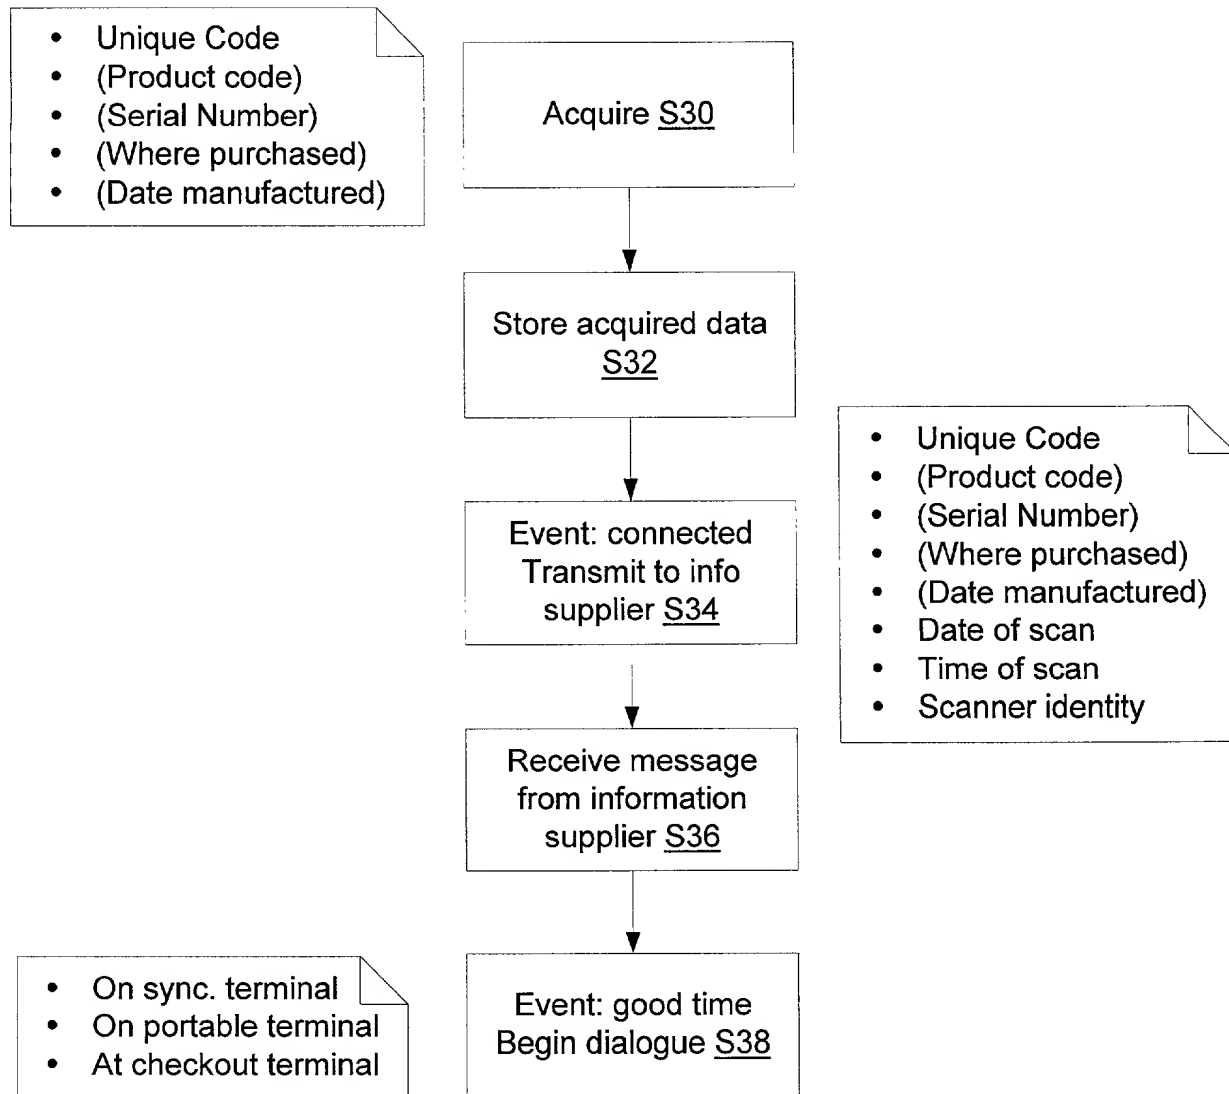 • Unique Code
• (Product code)
• (Serial Number)
• (Where purchased)
• (Date manufactured)
Acquire S30
Store acquired data
S32
Event: connected
Transmit to info
supplier S34
• Unique Code
• (Product code)
• (Serial Number)
• (Where purchased)
• (Date manufactured)
• Date of scan
• Time of scan
• Scanner identity
Receive message
from information
supplier S36
• On sync. terminal
• On portable terminal
• At checkout terminal
Event: good time
Begin dialogue S38